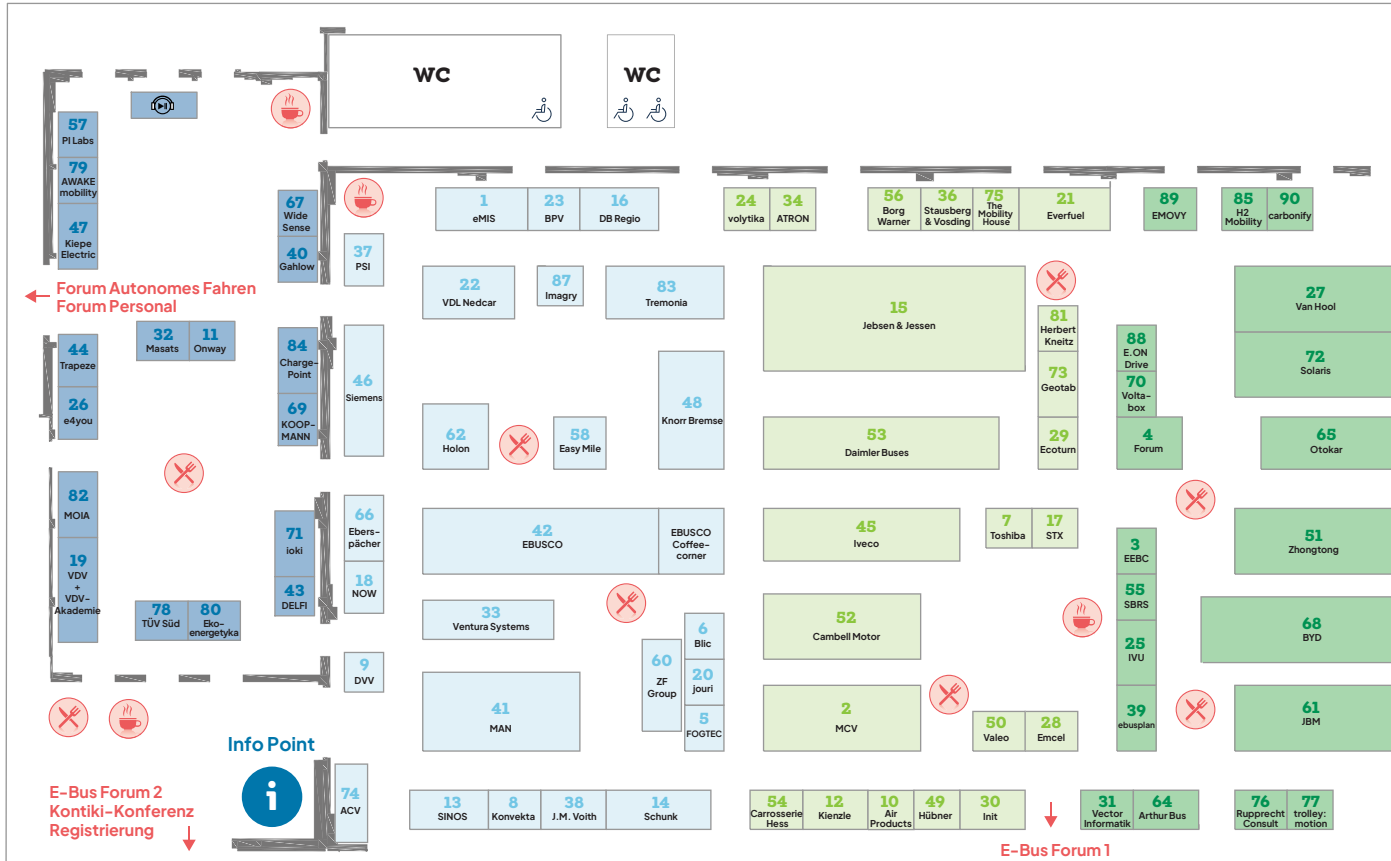 WC
WC
57
PI Labs
79
AWAKE
mobility
47
Kiepe
Electric
67
Wide
Sense
40
Gahlow
37
PSI
1
eMIS
23
BPV
16
DB Regio
24
volytika
34
ATRON
56
Borg
Warner
36
Stausberg
& Vosding
75
The
Mobility
House
21
Everfuel
89
EMOVY
85
H2
Mobility
90
carbonify
22
VDL Nedcar
87
Imagry
83
Tremonia
15
Jebsen & Jessen
81
Herbert
Kneitz
73
Geotab
29
Ecoturn
27
Van Hool
72
Solaris
Forum Autonomes Fahren
Forum Personal
44
Trapeze
26
e4you
32
Masats
11
Onway
84
Charge-
Point
69
KOOP-
MANN
46
Siemens
62
Holon
58
Easy Mile
48
Knorr Bremse
53
Daimler Buses
88
E.ON
Drive
70
Volta-
box
4
Forum
65
Otokar
82
MOIA
19
VDV
+
VDV-
Akademie
71
ioki
43
DELFI
78
TÜV Süd
80
Eko-
energetyka
66
Ebers-
pächer
18
NOW
9
DVV
42
EBUSCO
EBUSCO
Coffee-
corner
45
Iveco
7
Toshiba
17
STX
3
EEBC
55
SBRS
25
IVU
39
ebusplan
51
Zhongtong
33
Ventura Systems
6
Blic
20
jouri
5
FOGTEC
60
ZF
Group
52
Cambell Motor
68
BYD
41
MAN
2
MCV
50
Valeo
28
Emcel
61
JBM
Info Point
i
E-Bus Forum 2
Kontiki-Konferenz
Registrierung
74
ACV
13
SINOS
8
Konvekta
38
J.M. Voith
14
Schunk
54
Carrosserie
Hess
12
Kienzle
10
Air
Products
49
Hübner
30
Init
31
Vector
Informatik
64
Arthur Bus
76
Rupprecht
Consult
77
trolley:
motion
E-Bus Forum 1